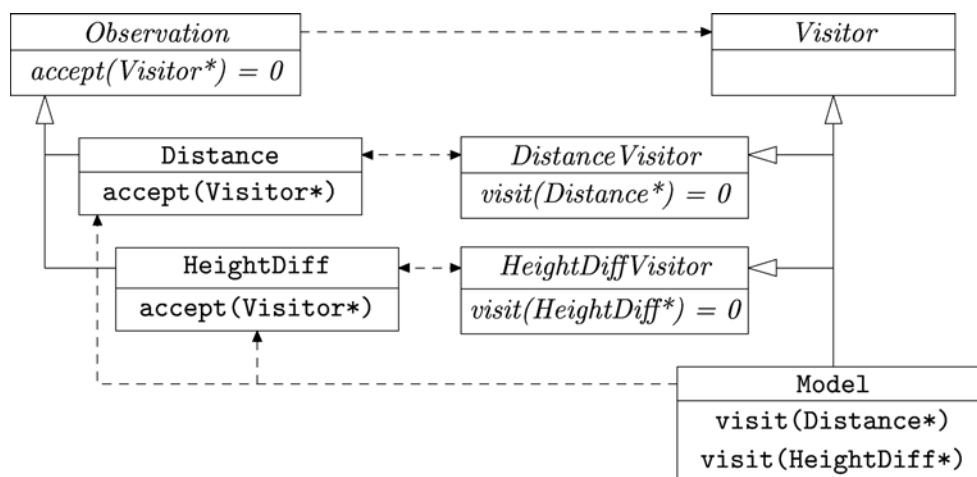 Observation
accept(Visitor*) = 0
Visitor
Distance
accept(Visitor*)
DistanceVisitor
visit(Distance*) = 0
HeightDiff
accept(Visitor*)
HeightDiffVisitor
visit(HeightDiff*) = 0
Model
visit(Distance*)
visit(HeightDiff*)